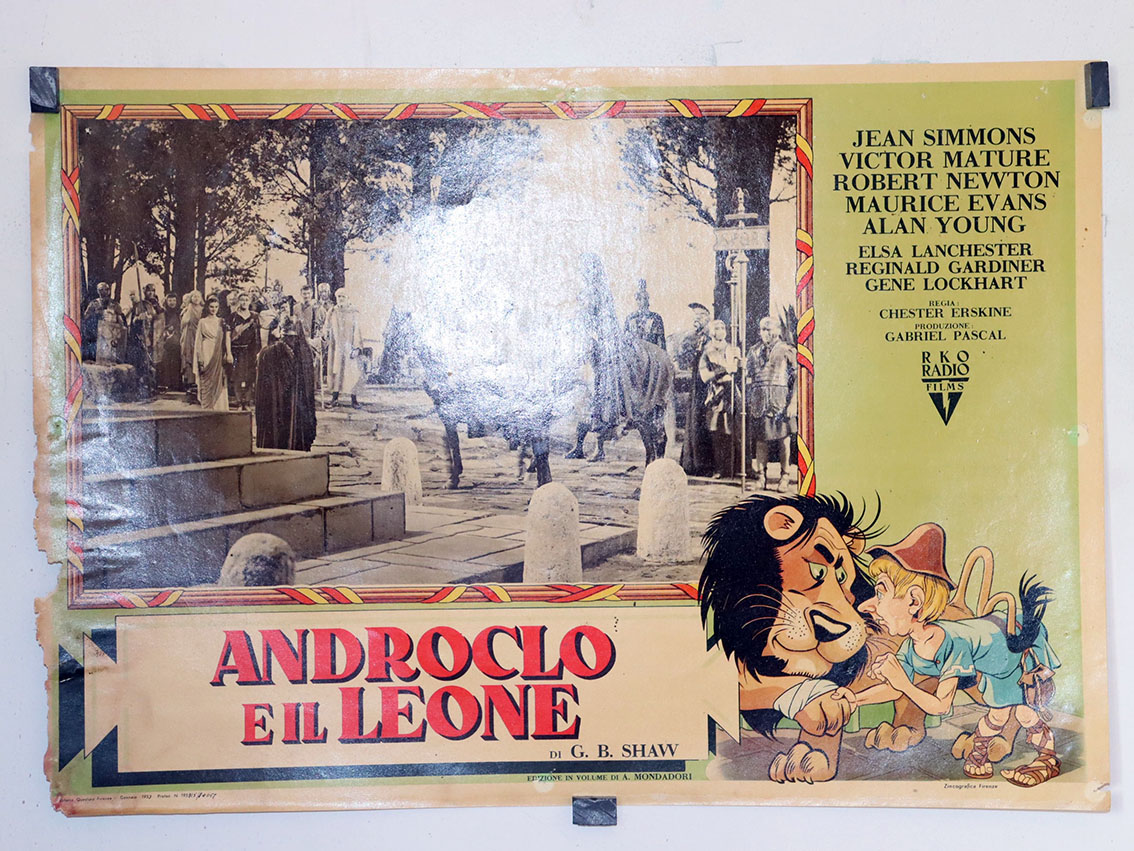 JEAN SIMMONS
VICTOR MATURE
ROBERT NEWTON
MAURICE EVANS
ALAN YOUNG
ELSA LANCHESTER
REGINALD GARDINER
GENE LOCKHART
REGIA:
CHESTER ERSKINE
PRODUZIONE:
GABRIEL PASCAL
RKO
RADIO
FILMS
ANDROCLO
E IL LEONE
DI G. B. SHAW
EDIZIONE IN VOLUME DI A. MONDADORI
Zincografica Firenze